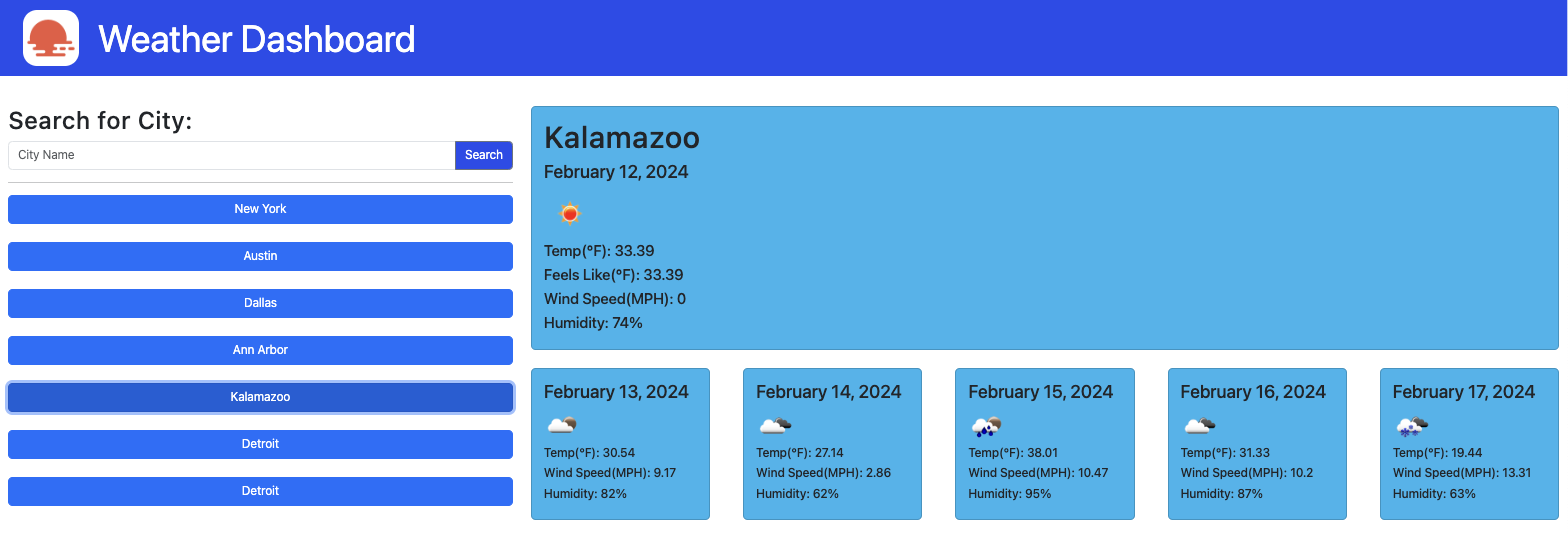 Weather Dashboard
Search for City:
City Name
Search
New York
Austin
Dallas
Ann Arbor
Kalamazoo
Detroit
Detroit
Kalamazoo
February 12, 2024
Temp(°F): 33.39
Feels Like(°F): 33.39
Wind Speed(MPH): 0
Humidity: 74%
February 13, 2024
Temp(°F): 30.54
Wind Speed(MPH): 9.17
Humidity: 82%
February 14, 2024
Temp(°F): 27.14
Wind Speed(MPH): 2.86
Humidity: 62%
February 15, 2024
Temp(°F): 38.01
Wind Speed(MPH): 10.47
Humidity: 95%
February 16, 2024
Temp(°F): 31.33
Wind Speed(MPH): 10.2
Humidity: 87%
February 17, 2024
Temp(°F): 19.44
Wind Speed(MPH): 13.31
Humidity: 63%